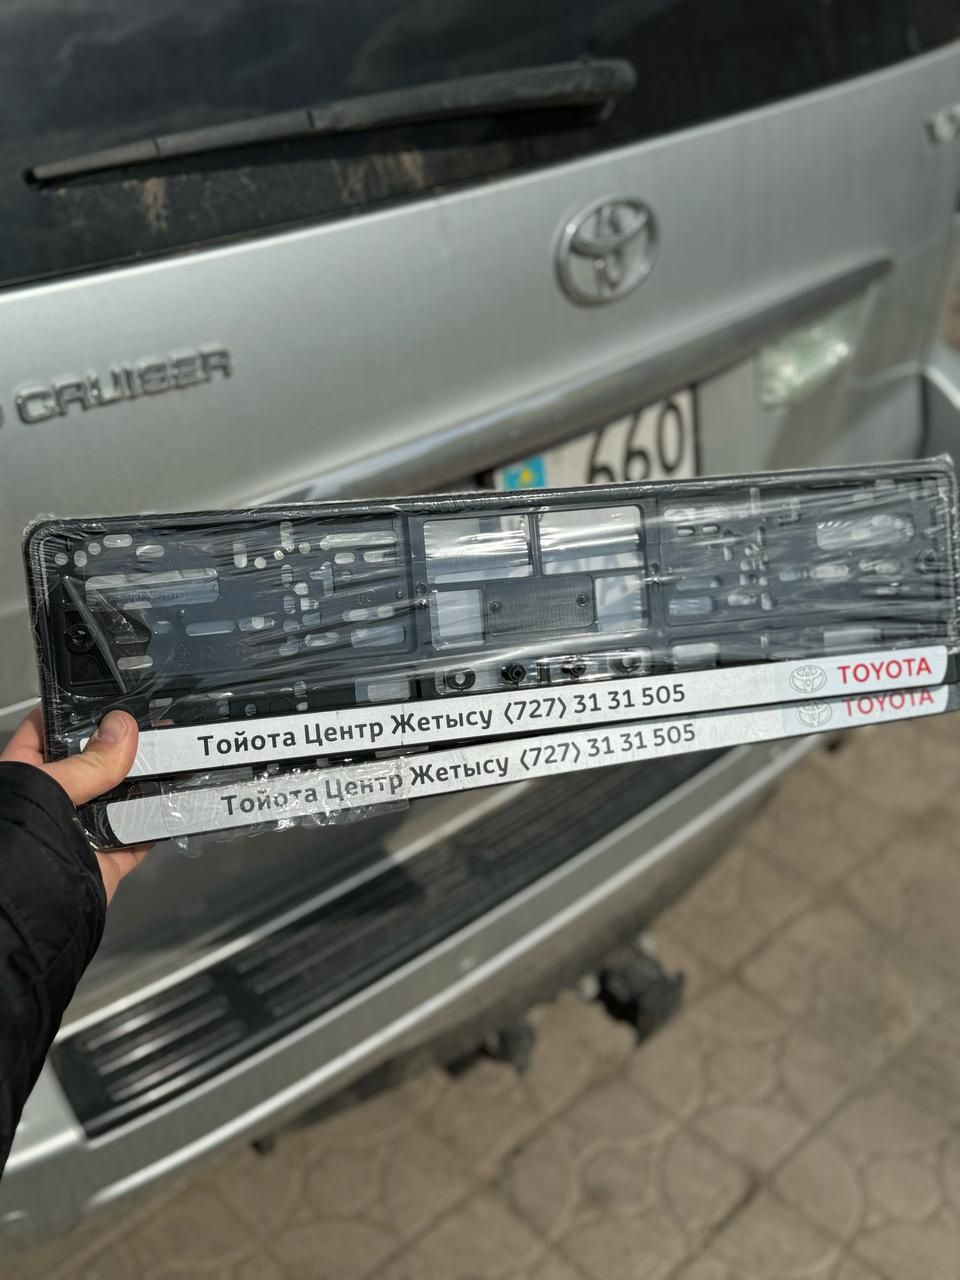 CRUISER
660
Тойота Центр Жетысу (727) 31 31 505 TOYOTA
Тойота Центр Жетысу (727) 31 31 505 TOYOTA